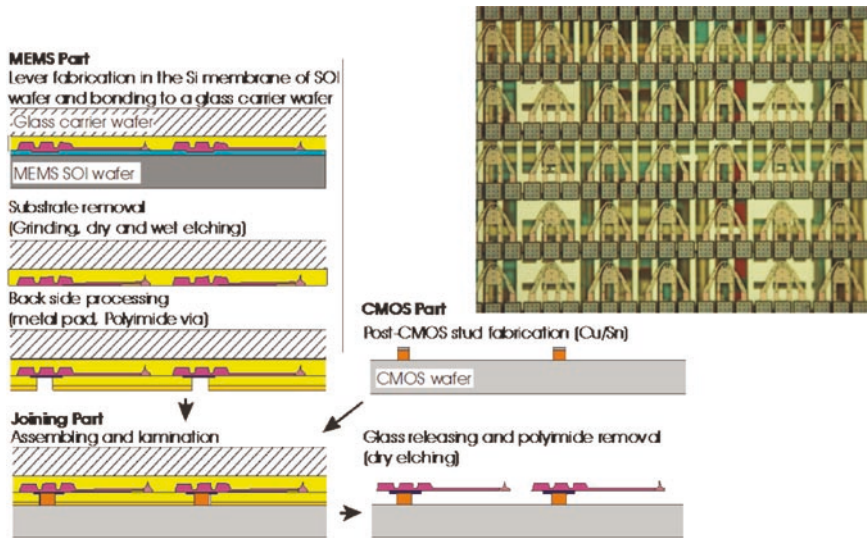 MEMS Part
Lever fabrication in the Si membrane of SOI
wafer and bonding to a glass carrier wafer
Glass carrier wafer
MEMS SOI wafer
Substrate removal
(Grinding, dry and wet etching)
Back side processing
(metal pad, Polyimide via)
CMOS Part
Post-CMOS stud fabrication (Cu/Sn)
CMOS wafer
Joining Part
Assembling and lamination
Glass releasing and polyimide removal
(dry etching)